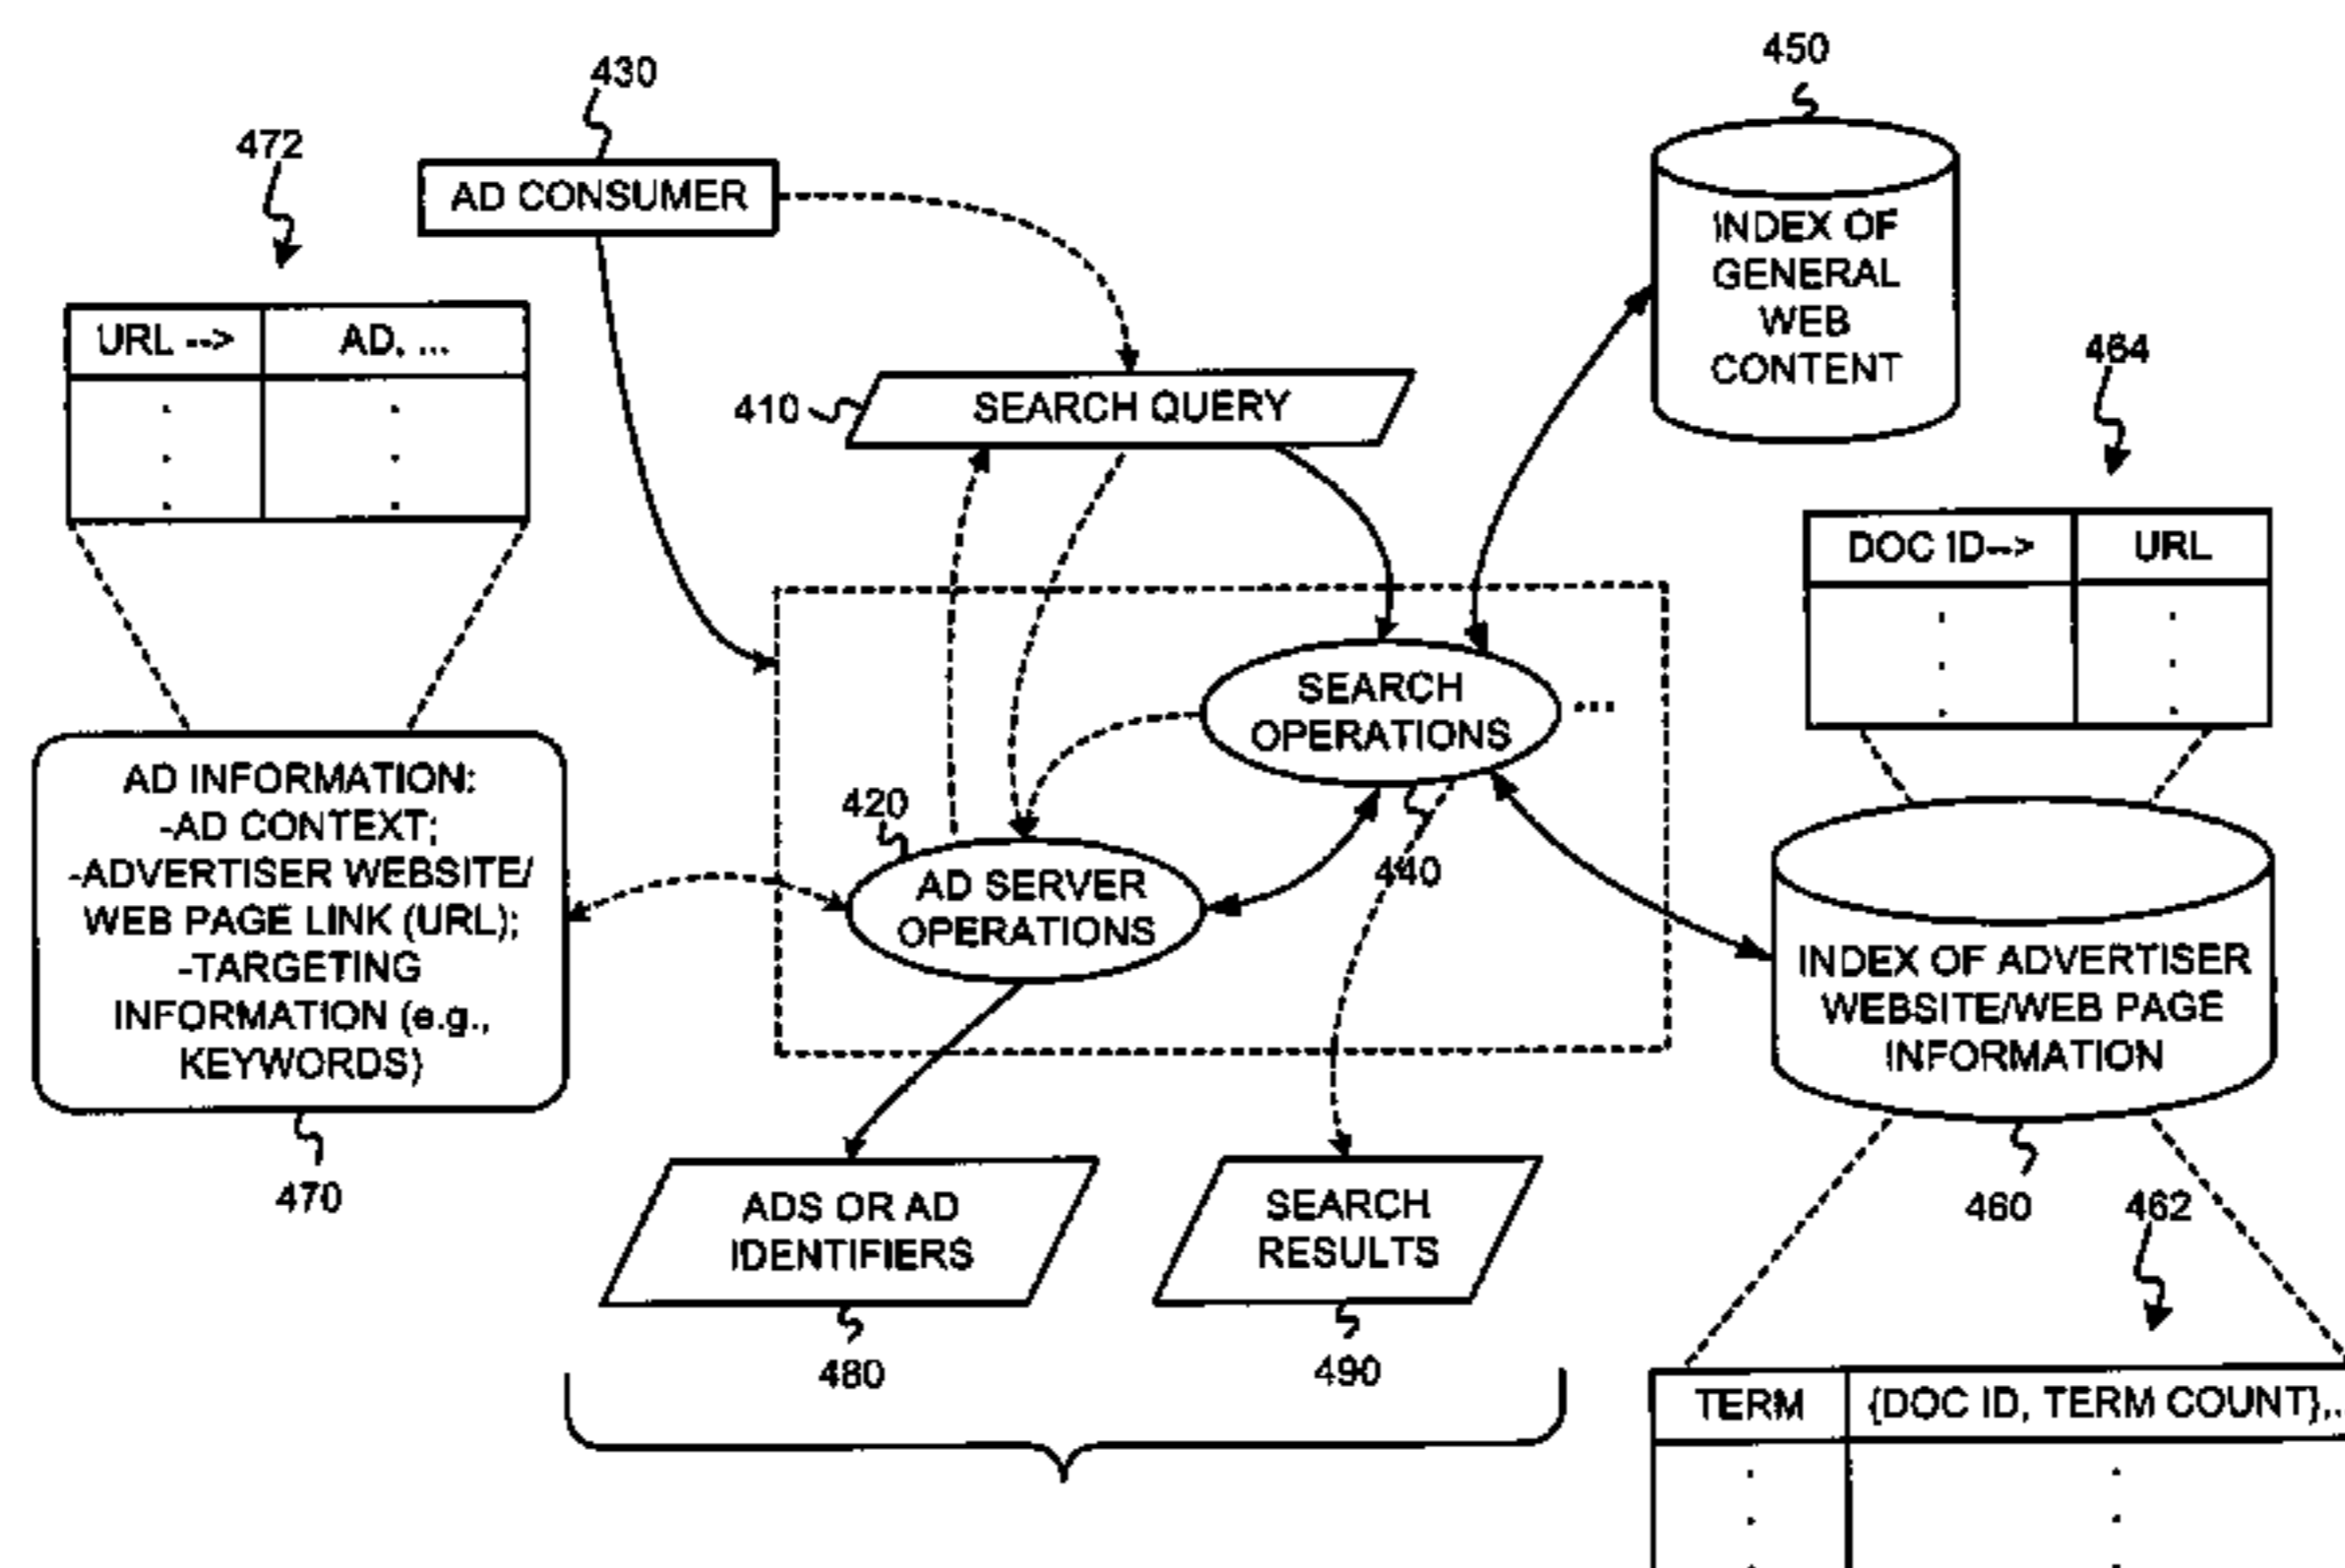 450
430
472
AD CONSUMER
INDEX OF
GENERAL
WEB
CONTENT
URL --> AD, ...
464
410
SEARCH QUERY
DOC ID--> URL
SEARCH
OPERATIONS
...
AD INFORMATION:
-AD CONTEXT;
-ADVERTISER WEBSITE/
WEB PAGE LINK (URL);
-TARGETING
INFORMATION (e.g.,
KEYWORDS)
420
440
AD SERVER
OPERATIONS
INDEX OF ADVERTISER
WEBSITE/WEB PAGE
INFORMATION
470
ADS OR AD
IDENTIFIERS
SEARCH
RESULTS
460
462
480
490
TERM {DOC ID, TERM COUNT},..